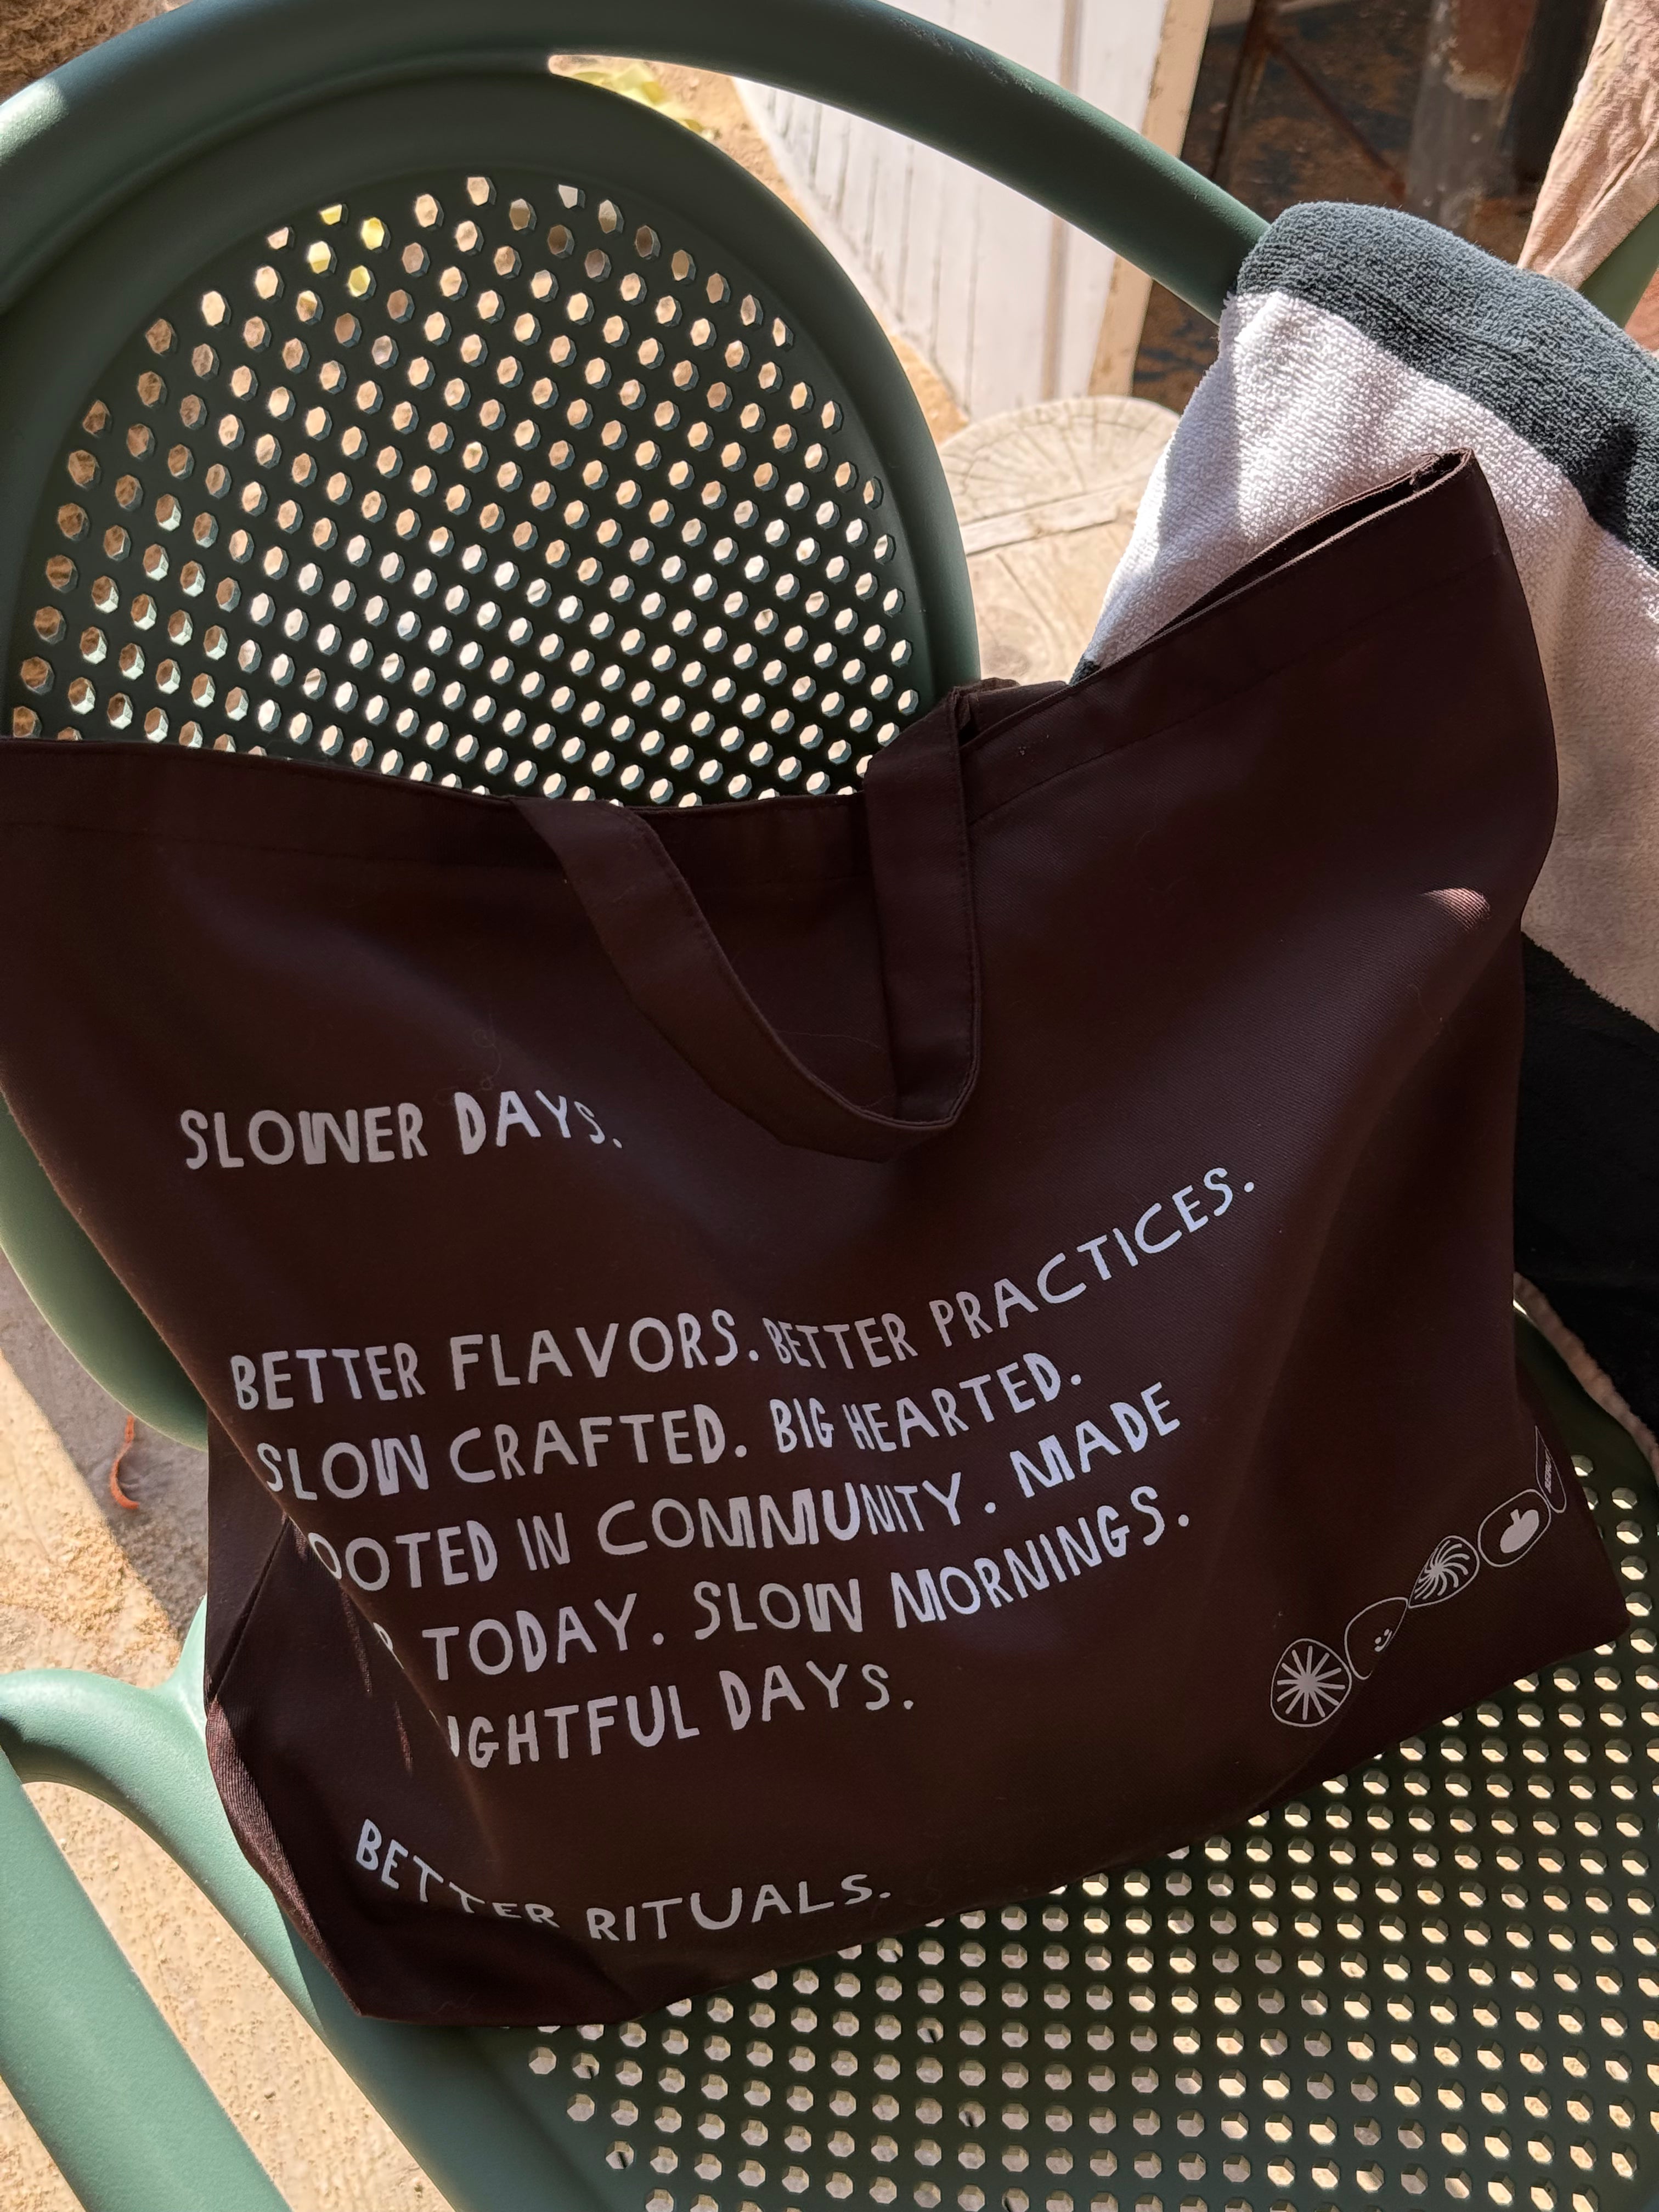 SLOWER DAYS.
BETTER FLAVORS. BETTER PRACTICES.
SLOW CRAFTED. BIG HEARTED.
OOTED IN COMMUNITY. MADE
TODAY. SLOW MORNINGS.
IGHTFUL DAYS.
BETTER RITUALS.